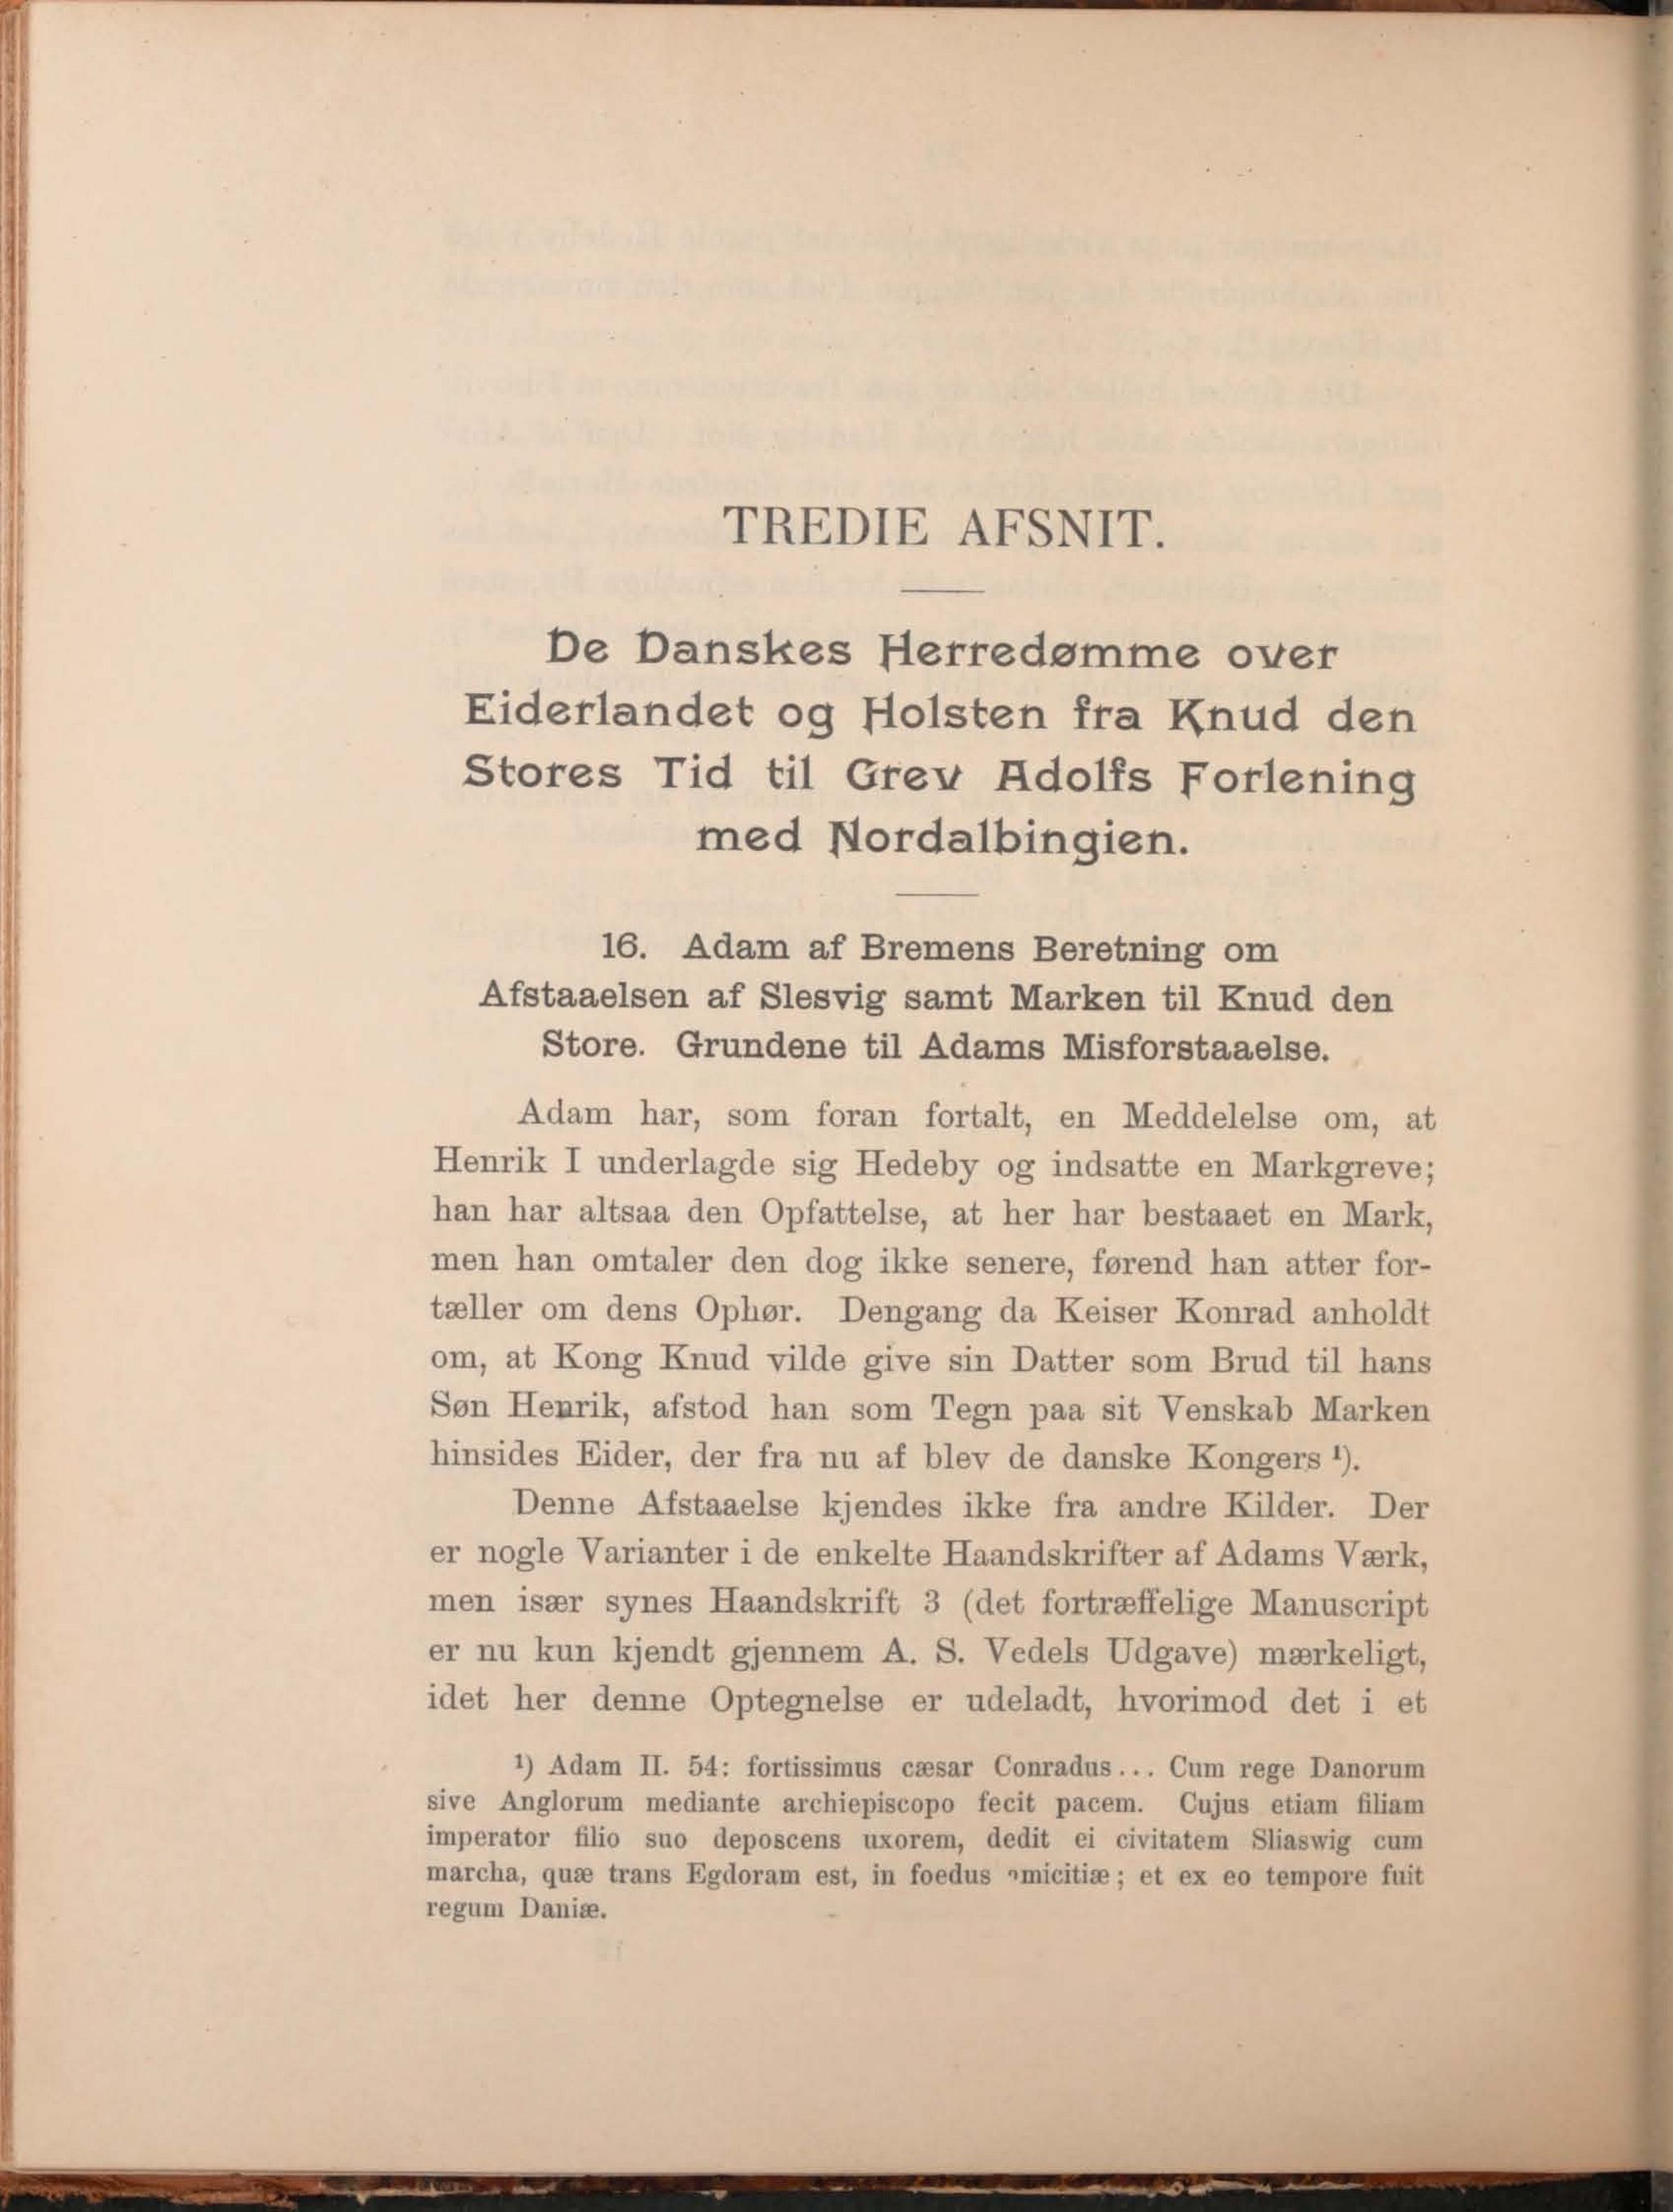 TREDIE AFSNIT.
De Danskes Herredømme over
Eiderlandet og Holsten fra Knud den
Stores Tid til Grev Adolfs Forlening
med Nordalbingien.
16. Adam af Bremens Beretning om
Afstaaelsen af Slesvig samt Marken til Knud den
Store. Grundene til Adams Misforstaaelse.
Adam har, som foran fortalt, en Meddelelse om, at
Henrik I underlagde sig Hedeby og indsatte en Markgreve;
han har altsaa den Opfattelse, at her har bestaaet en Mark,
men han omtaler den dog ikke senere, førend han atter for-
tæller om dens Ophør. Dengang da Keiser Konrad anholdt
om, at Kong Knud vilde give sin Datter som Brud til hans
Søn Henrik, afstod han som Tegn paa sit Venskab Marken
hinsides Eider, der fra nu af blev de danske Kongers ¹).
Denne Afstaaelse kjendes ikke fra andre Kilder. Der
er nogle Varianter i de enkelte Haandskrifter af Adams Værk,
men især synes Haandskrift 3 (det fortræffelige Manuscript
er nu kun kjendt gjennem A. S. Vedels Udgave) mærkeligt,
idet her denne Optegnelse er udeladt, hvorimod det i et
¹) Adam II. 54: fortissimus cæsar Conradus... Cum rege Danorum
sive Anglorum mediante archiepiscopo fecit pacem. Cujus etiam filiam
imperator filio suo deposcens uxorem, dedit ei civitatem Sliaswig cum
marcha, quæ trans Egdoram est, in foedus amicitiæ; et ex eo tempore fuit
regum Daniæ.